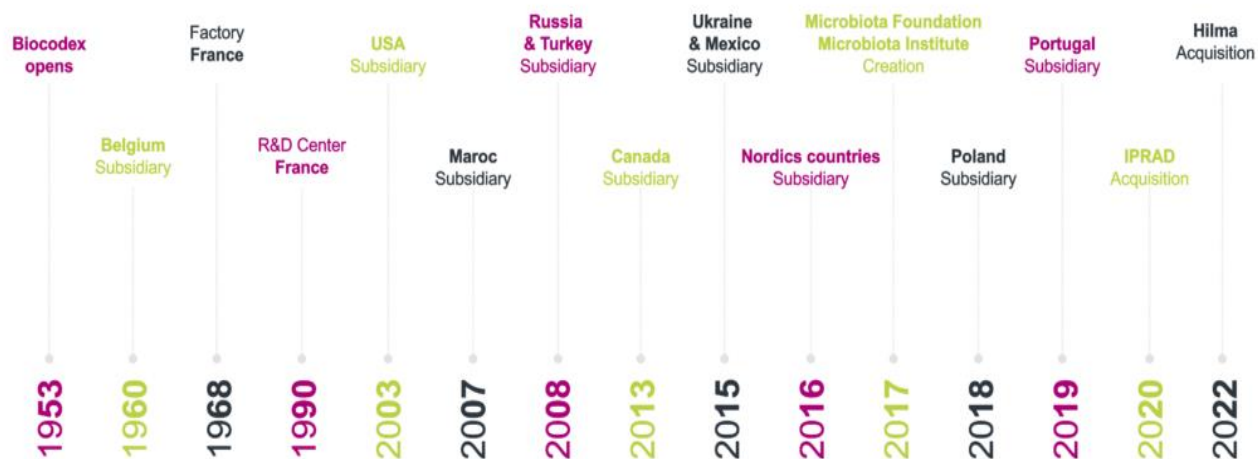 Biocodex
opens
1953
Belgium
Subsidiary
1960
Factory
France
1968
R&D Center
France
1990
USA
Subsidiary
2003
Maroc
Subsidiary
2007
Russia
& Turkey
Subsidiary
2008
Canada
Subsidiary
2013
Ukraine
& Mexico
Subsidiary
2015
Nordics countries
Subsidiary
2016
Microbiota Foundation
Microbiota Institute
Creation
2017
Poland
Subsidiary
2018
Portugal
Subsidiary
2019
IPRAD
Acquisition
2020
Hilma
Acquisition
2022